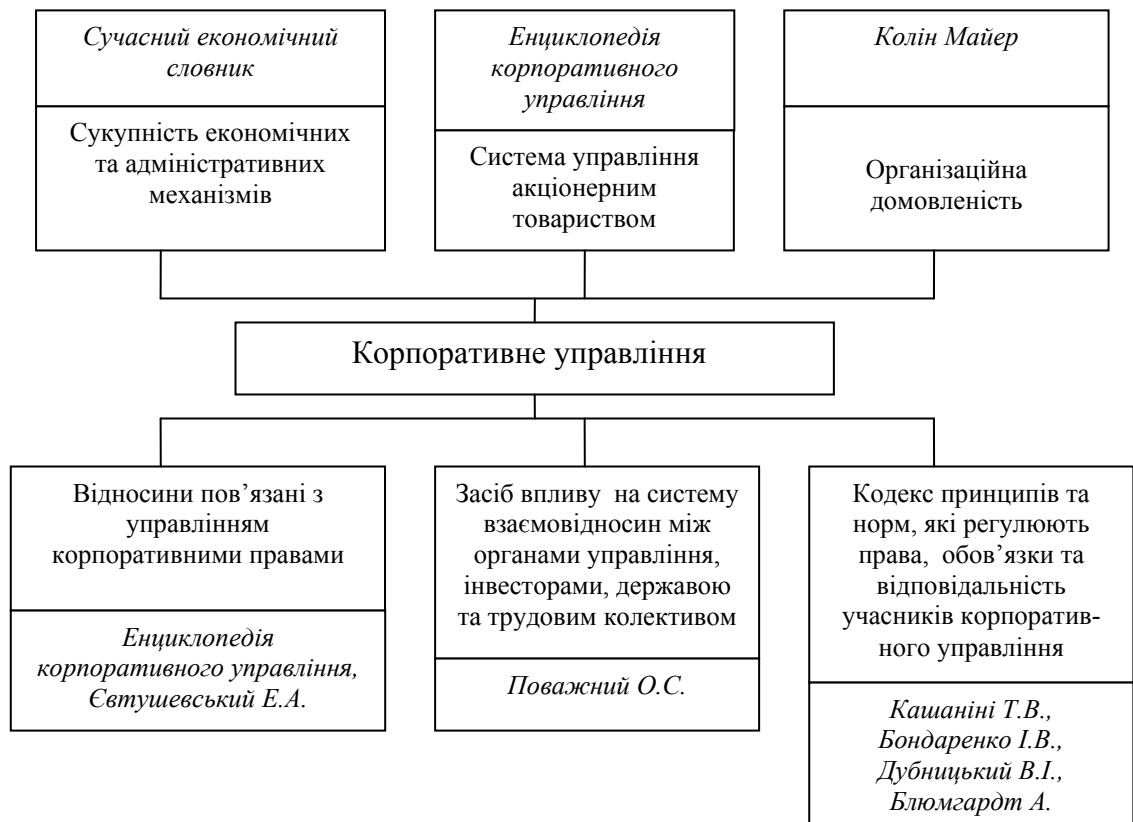 Сучасний економічний
словник
Сукупність економічних
та адміністративних
механізмів
Енциклопедія
корпоративного
управління
Система управління
акціонерним
товариством
Колін Майер
Організаційна
домовленість
Корпоративне управління
Відносини пов’язані з
управлінням
корпоративними правами
Енциклопедія
корпоративного управління,
Євтушевський Е.А.
Засіб впливу на систему
взаємовідносин між
органами управління,
інвесторами, державою
та трудовим колективом
Поважний О.С.
Кодекс принципів та
норм, які регулюють
права, обов’язки та
відповідальність
учасників корпоратив-
ного управління
Кашаніні Т.В.,
Бондаренко І.В.,
Дубницький В.І.,
Блюмгардт А.